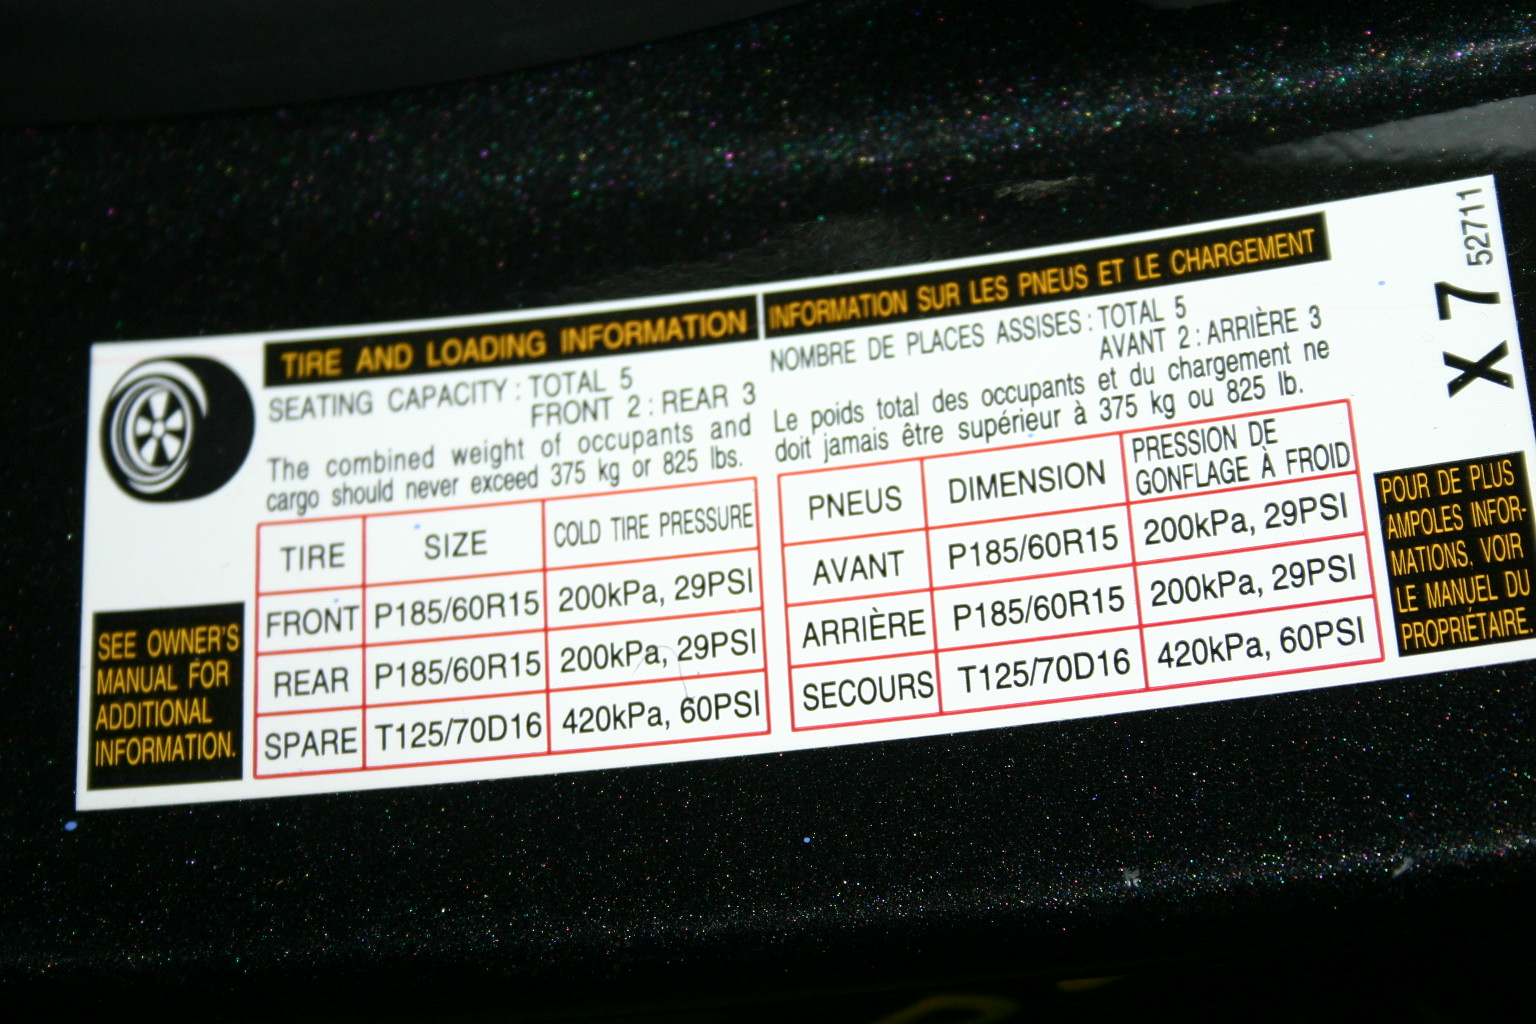 TIRE AND LOADING INFORMATION
SEATING CAPACITY : TOTAL 5
FRONT 2 : REAR 3
The combined weight of occupants and
cargo should never exceed 375 kg or 825 lbs.
TIRE SIZE COLD TIRE PRESSURE
FRONT P185/60R15 200kPa, 29PSI
REAR P185/60R15 200kPa, 29PSI
SPARE T125/70D16 420kPa, 60PSI
SEE OWNER'S
MANUAL FOR
ADDITIONAL
INFORMATION.
INFORMATION SUR LES PNEUS ET LE CHARGEMENT
NOMBRE DE PLACES ASSISES : TOTAL 5
AVANT 2 : ARRIÈRE 3
Le poids total des occupants et du chargement ne
doit jamais être supérieur à 375 kg ou 825 lb.
PNEUS DIMENSION PRESSION DE
GONFLAGE À FROID
AVANT P185/60R15 200kPa, 29PSI
ARRIÈRE P185/60R15 200kPa, 29PSI
SECOURS T125/70D16 420kPa, 60PSI
POUR DE PLUS
AMPOLES INFOR-
MATIONS, VOIR
LE MANUEL DU
PROPRIÉTAIRE.
X 7
52711